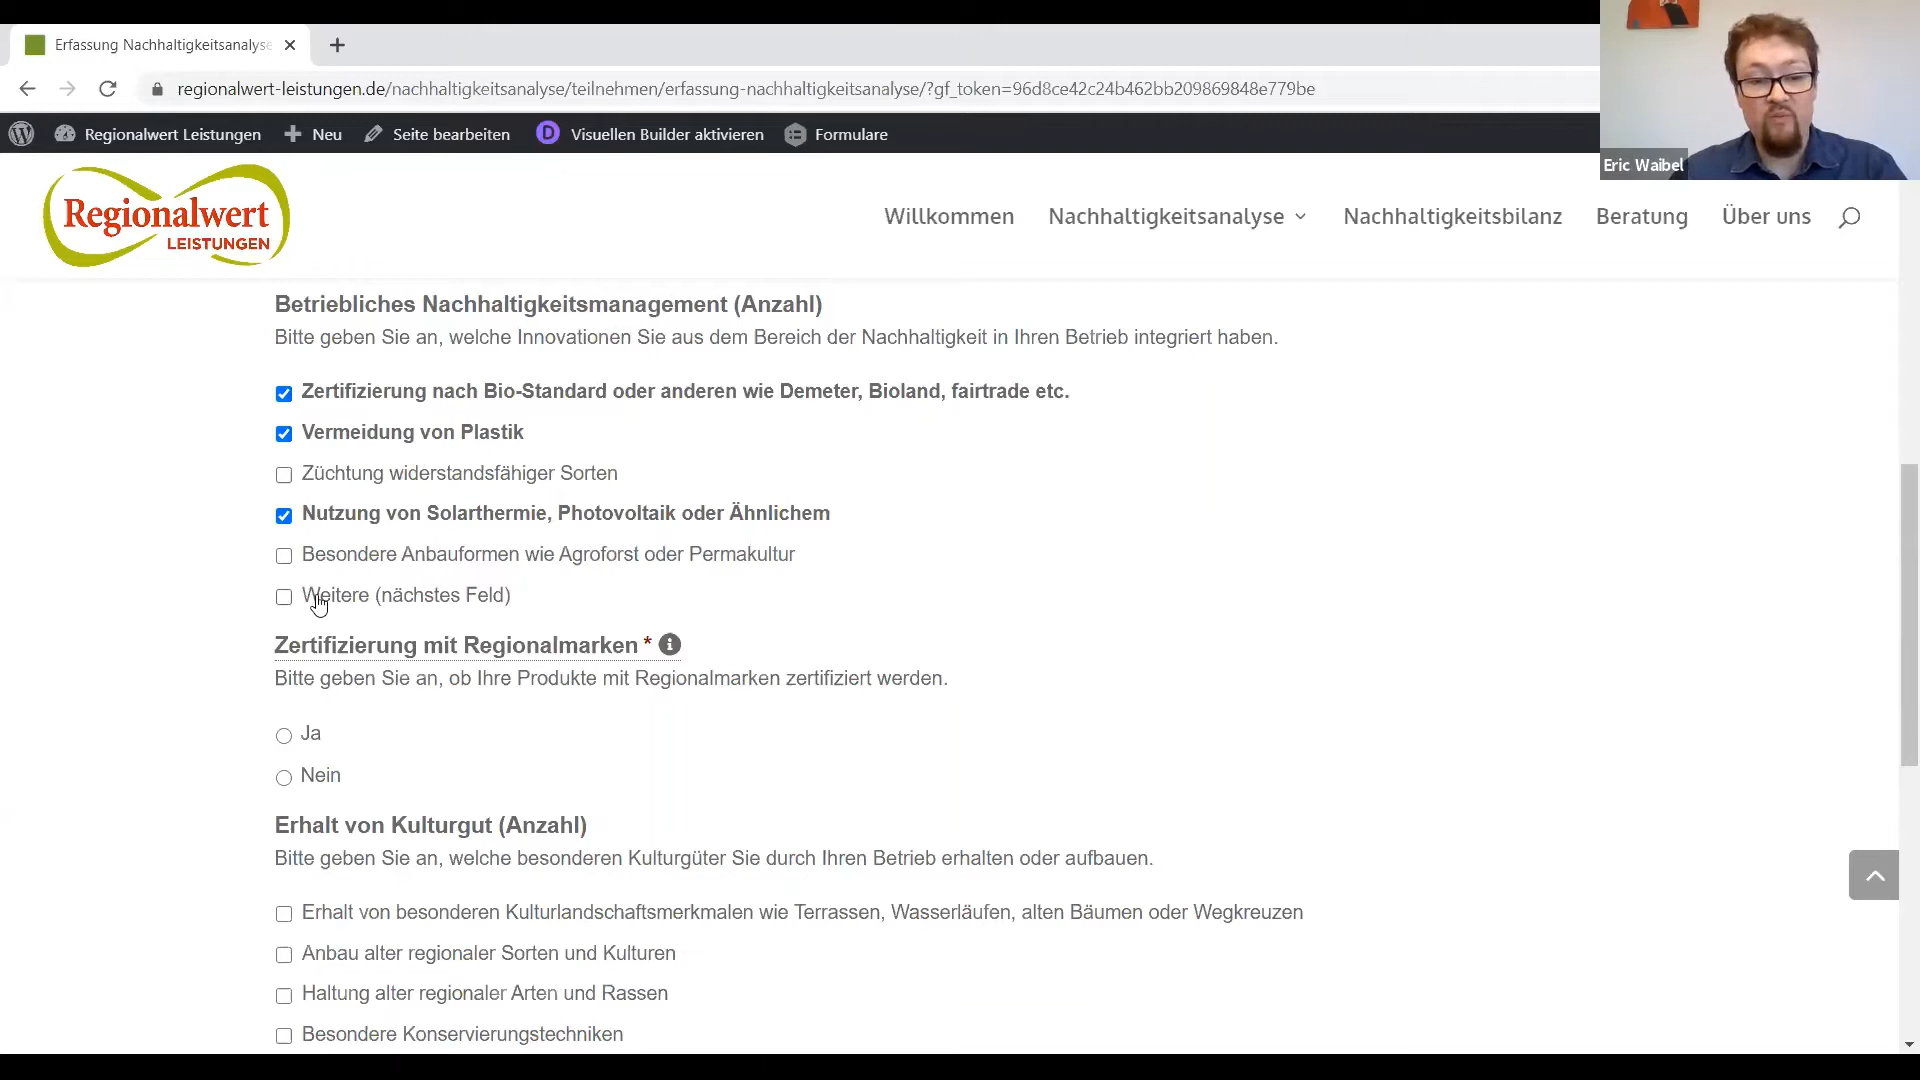 Erfassung Nachhaltigkeitsanalyse
regionalwert-leistungen.de/nachhaltigkeitsanalyse/teilnehmen/erfassung-nachhaltigkeitsanalyse/?gf_token=96d8ce42c24b462bb209869848e779be
Regionalwert Leistungen Neu Seite bearbeiten D Visuellen Builder aktivieren Formulare
Eric Waibel
Regionalwert
LEISTUNGEN
Willkommen Nachhaltigkeitsanalyse Nachhaltigkeitsbilanz Beratung Über uns
Betriebliches Nachhaltigkeitsmanagement (Anzahl)
Bitte geben Sie an, welche Innovationen Sie aus dem Bereich der Nachhaltigkeit in Ihren Betrieb integriert haben.
Zertifizierung nach Bio-Standard oder anderen wie Demeter, Bioland, fairtrade etc.
Vermeidung von Plastik
Züchtung widerstandsfähiger Sorten
Nutzung von Solarthermie, Photovoltaik oder Ähnlichem
Besondere Anbauformen wie Agroforst oder Permakultur
Weitere (nächstes Feld)
Zertifizierung mit Regionalmarken *
Bitte geben Sie an, ob Ihre Produkte mit Regionalmarken zertifiziert werden.
Ja
Nein
Erhalt von Kulturgut (Anzahl)
Bitte geben Sie an, welche besonderen Kulturgüter Sie durch Ihren Betrieb erhalten oder aufbauen.
Erhalt von besonderen Kulturlandschaftsmerkmalen wie Terrassen, Wasserläufen, alten Bäumen oder Wegkreuzen
Anbau alter regionaler Sorten und Kulturen
Haltung alter regionaler Arten und Rassen
Besondere Konservierungstechniken